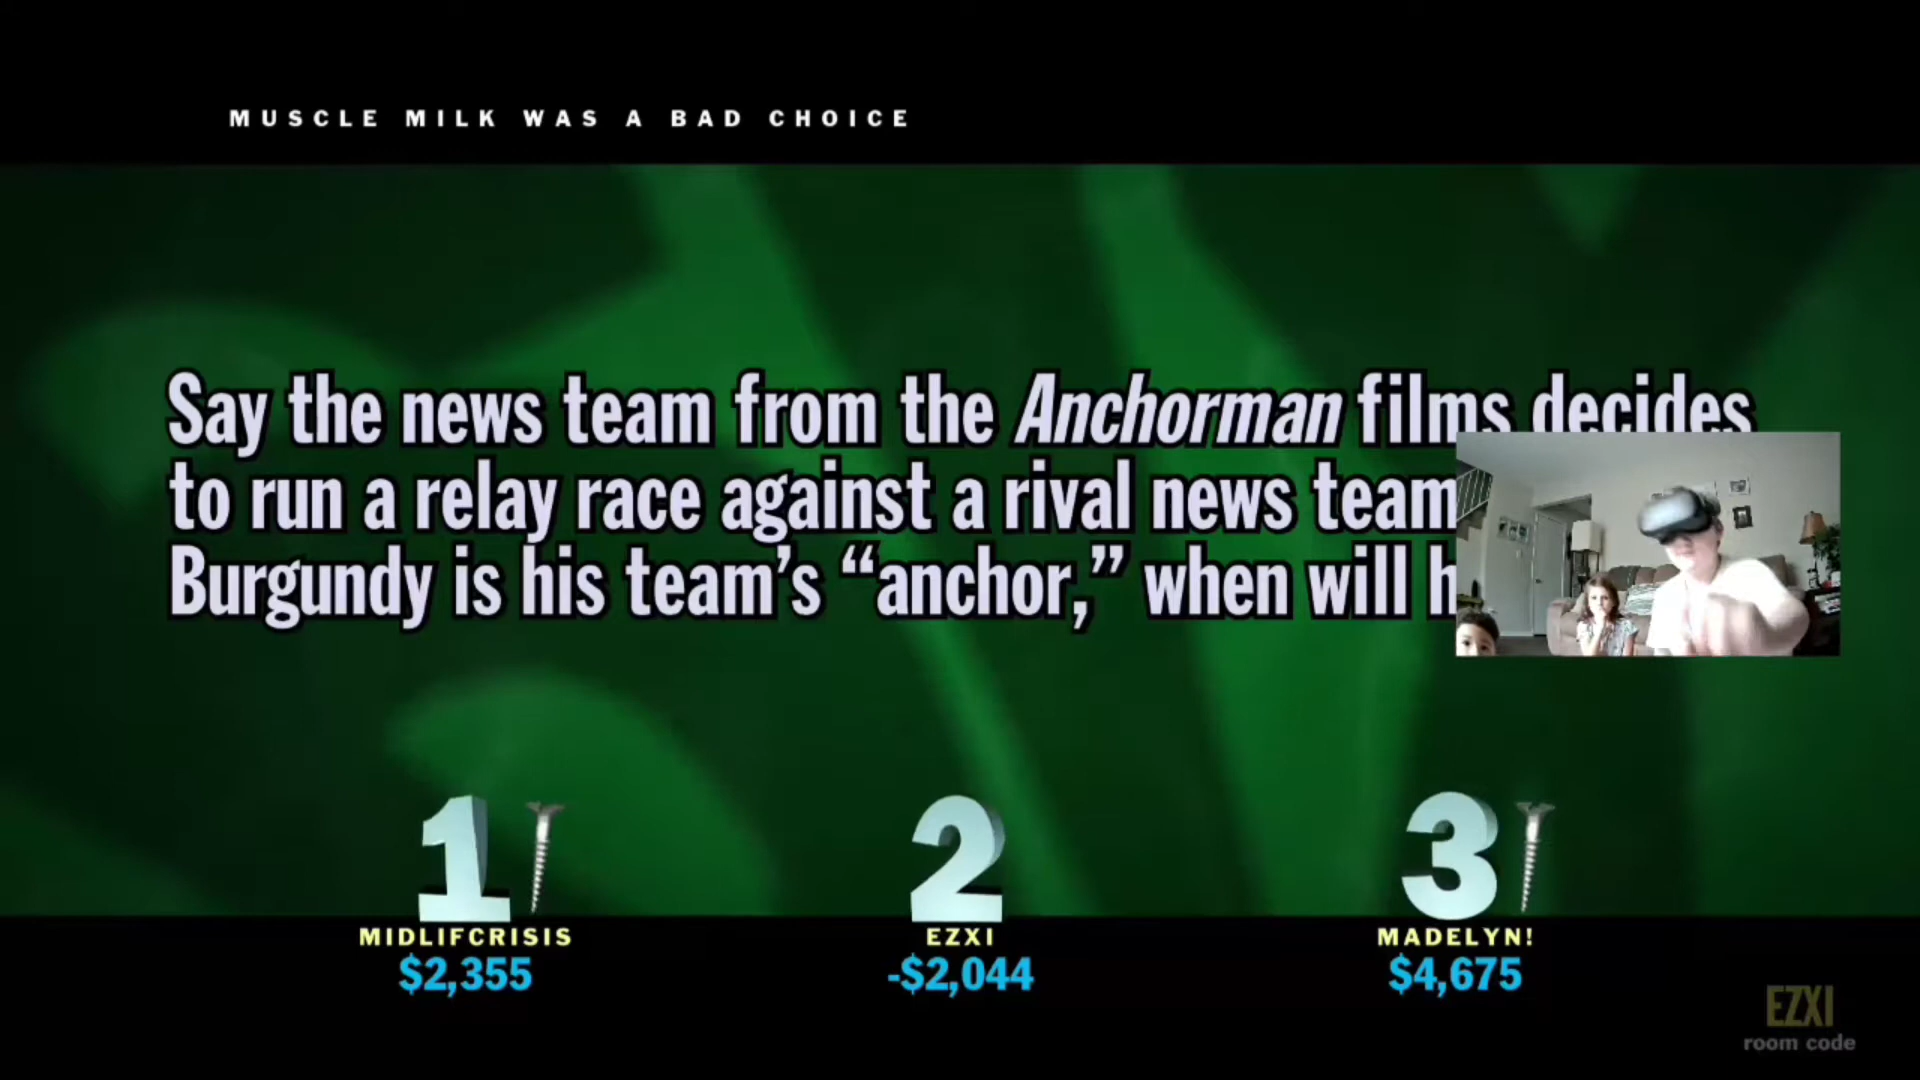 MUSCLE MILK WAS A BAD CHOICE
Say the news team from the Anchorman films decides
to run a relay race against a rival news team
Burgundy is his team's “anchor,” when will h
1 2 3
MIDLIFCRISIS EZXI MADELYN!
$2,355 -$2,044 $4,675
EZXI
room code